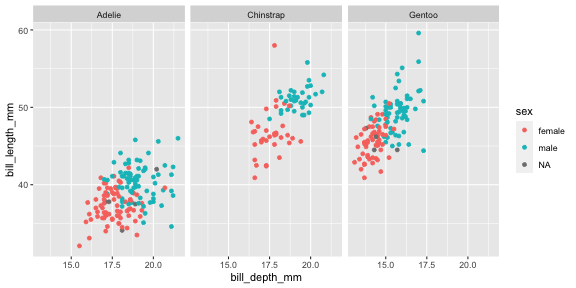 Adelie Chinstrap Gentoo
60
50
40
bill_length_mm
15.0 17.5 20.0 15.0 17.5 20.0 15.0 17.5 20.0
bill_depth_mm
sex
female
male
NA